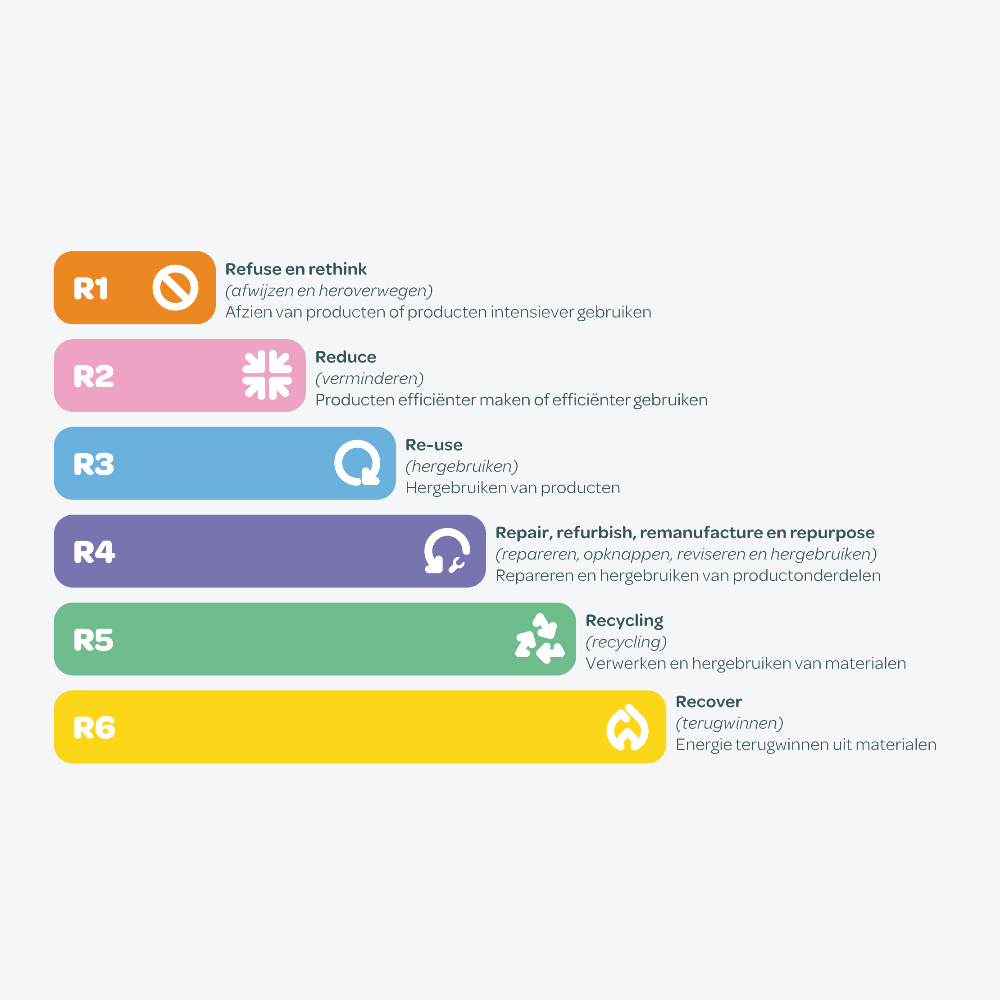 R1
Refuse en rethink
(afwijzen en heroverwegen)
Afzien van producten of producten intensiever gebruiken
R2
Reduce
(verminderen)
Producten efficiënter maken of efficiënter gebruiken
R3
Re-use
(hergebruiken)
Hergebruiken van producten
R4
Repair, refurbish, remanufacture en repurpose
(repareren, opknappen, reviseren en hergebruiken)
Repareren en hergebruiken van productonderdelen
R5
Recycling
(recycling)
Verwerken en hergebruiken van materialen
R6
Recover
(terugwinnen)
Energie terugwinnen uit materialen